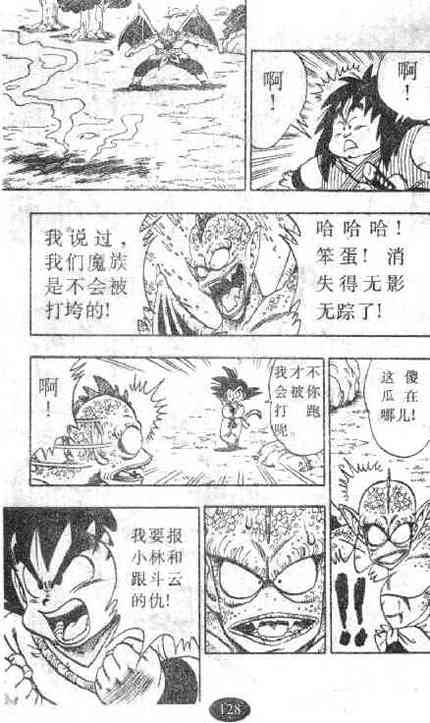 啊
!
啊
!
哈哈哈!
笨蛋! 消
失得无影
无踪了!
我说过,
我们魔族
是不会被
打垮的!
这傻
瓜在
哪儿!
我才不
会被你
打跑
呢。
啊
!
!!
我要报
小林和
跟斗云
的仇!
128